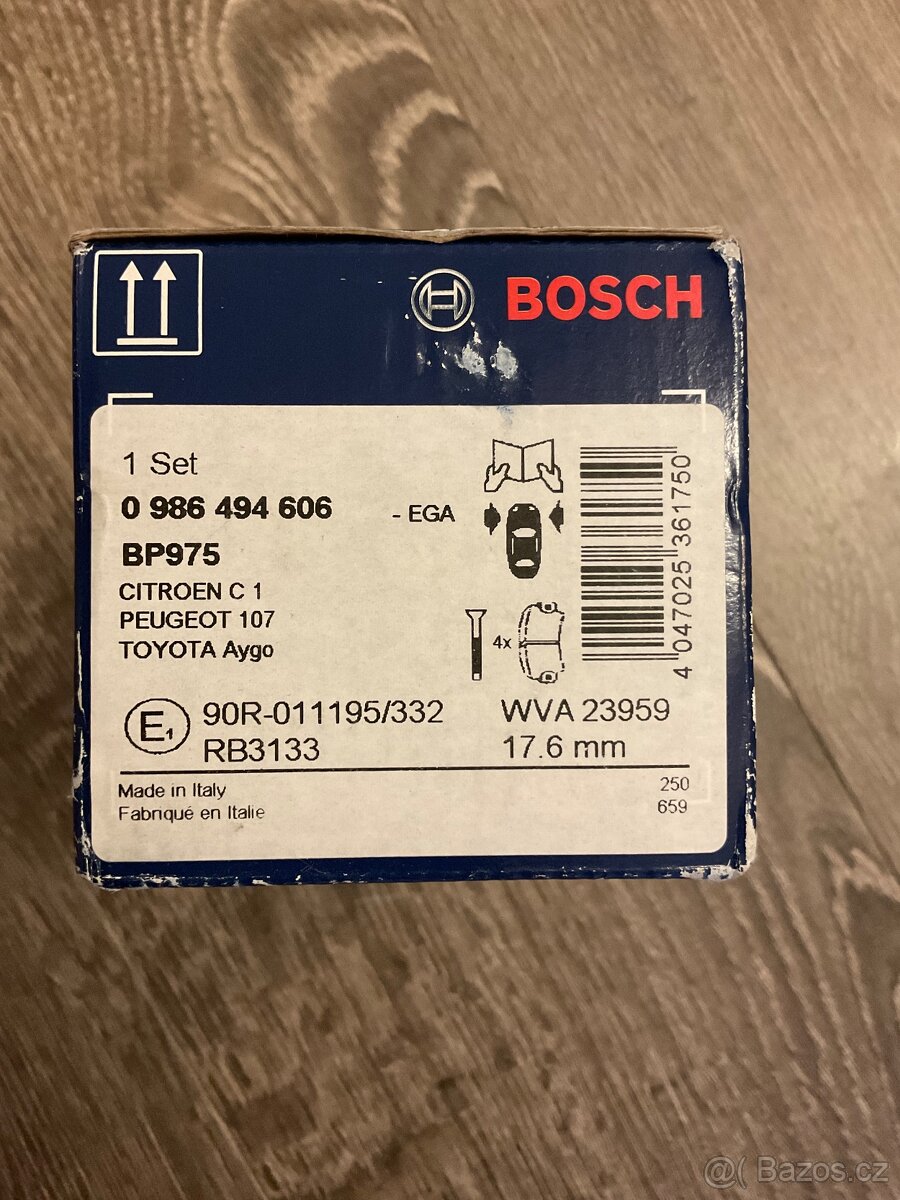 BOSCH
1 Set
0 986 494 606 - EGA
BP975
CITROEN C 1
PEUGEOT 107
TOYOTA Aygo
4x
4 047025 361750
E1 90R-011195/332
RB3133
WVA 23959
17.6 mm
Made in Italy
Fabriqué en Italie
250
659
@( Bazos.cz